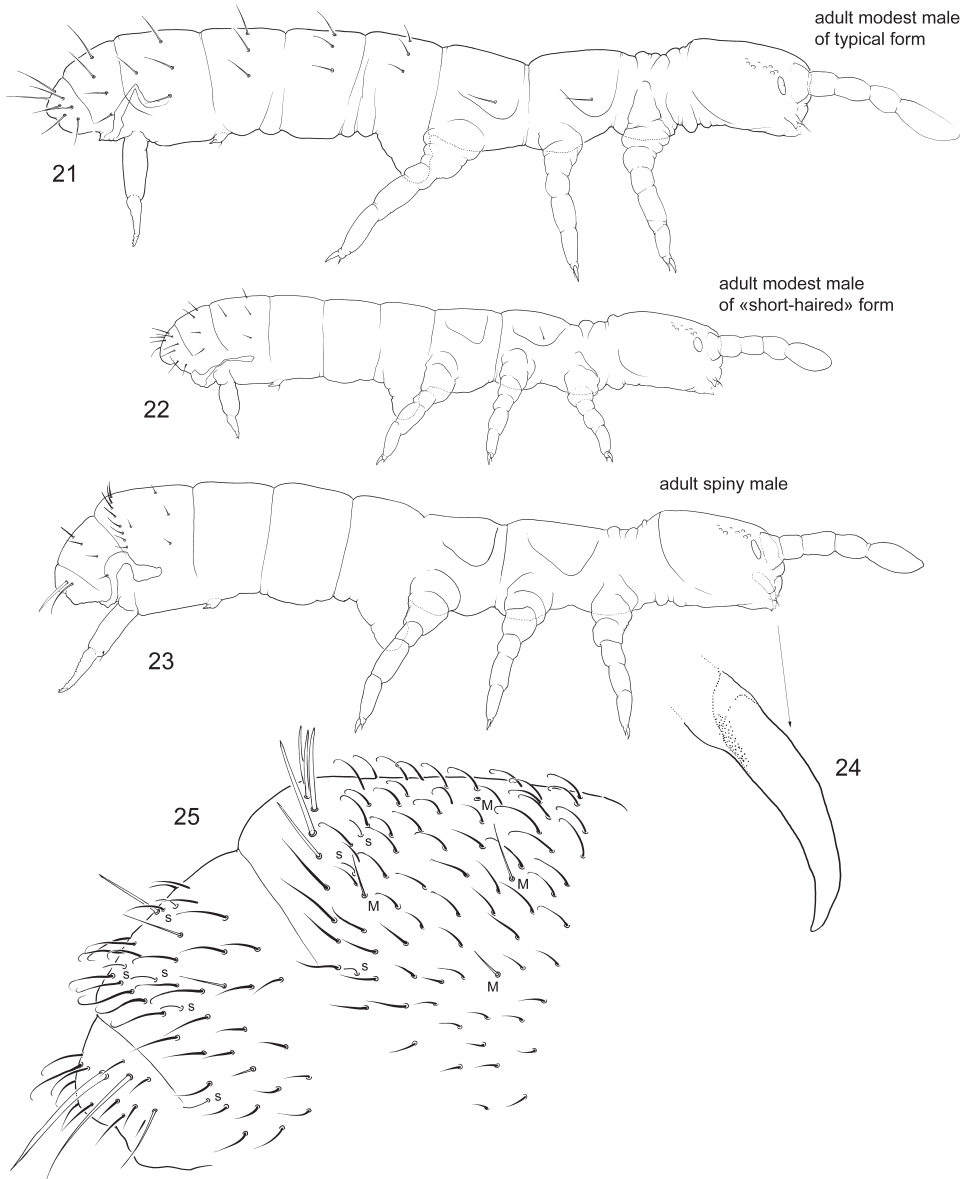 adult modest male
of typical form
21
adult modest male
of «short-haired» form
22
adult spiny male
23
24
25
M
s
s
M
M
s
s
s
s
M
s
s